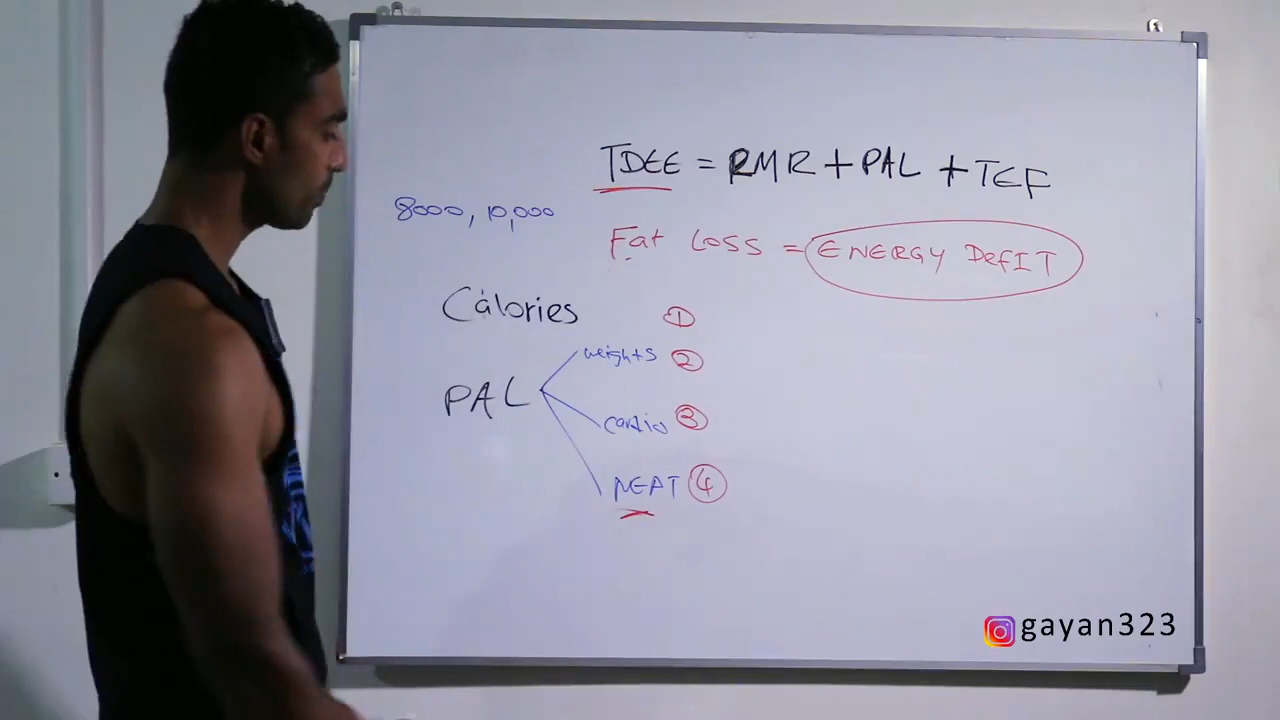 TDEE = RMR + PAL + TEF
8000, 10,000
Fat Loss = ENERGY DEFIT
Calories ①
weights ②
PAL
cardio ③
NEAT ④
gayan323